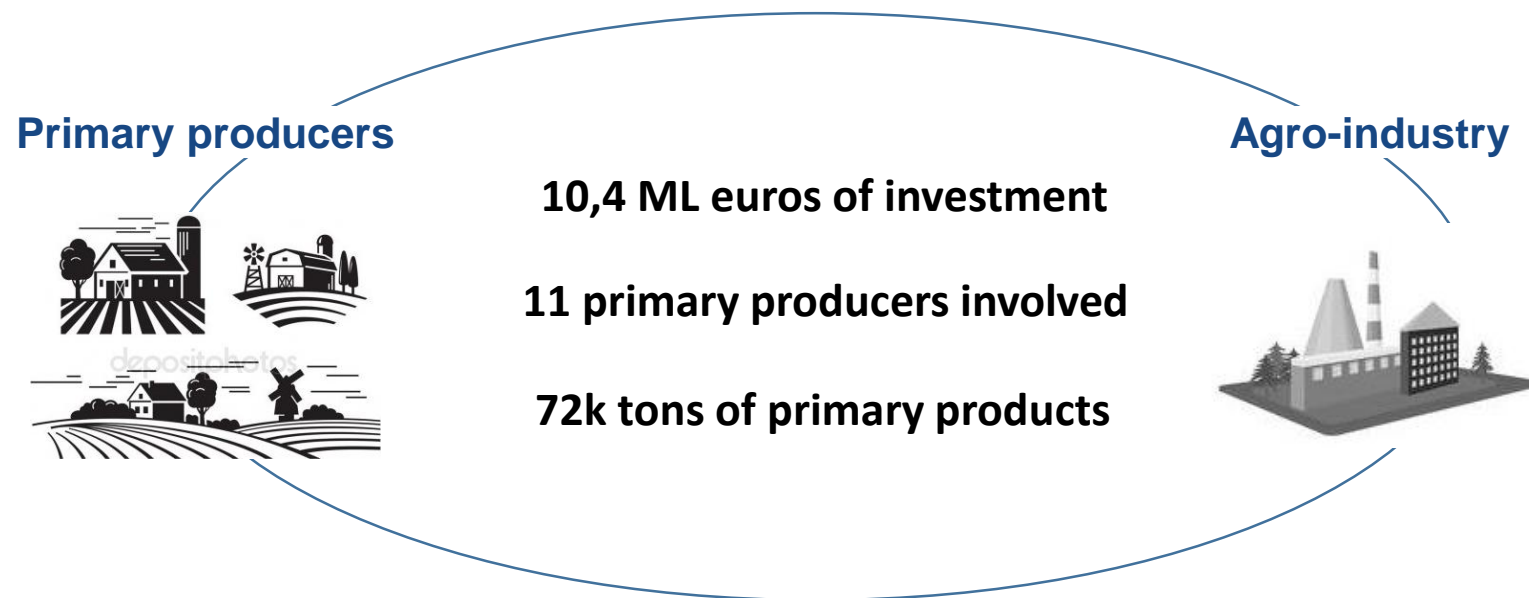 Primary producers
Agro-industry
10,4 ML euros of investment
11 primary producers involved
72k tons of primary products
depositphotos